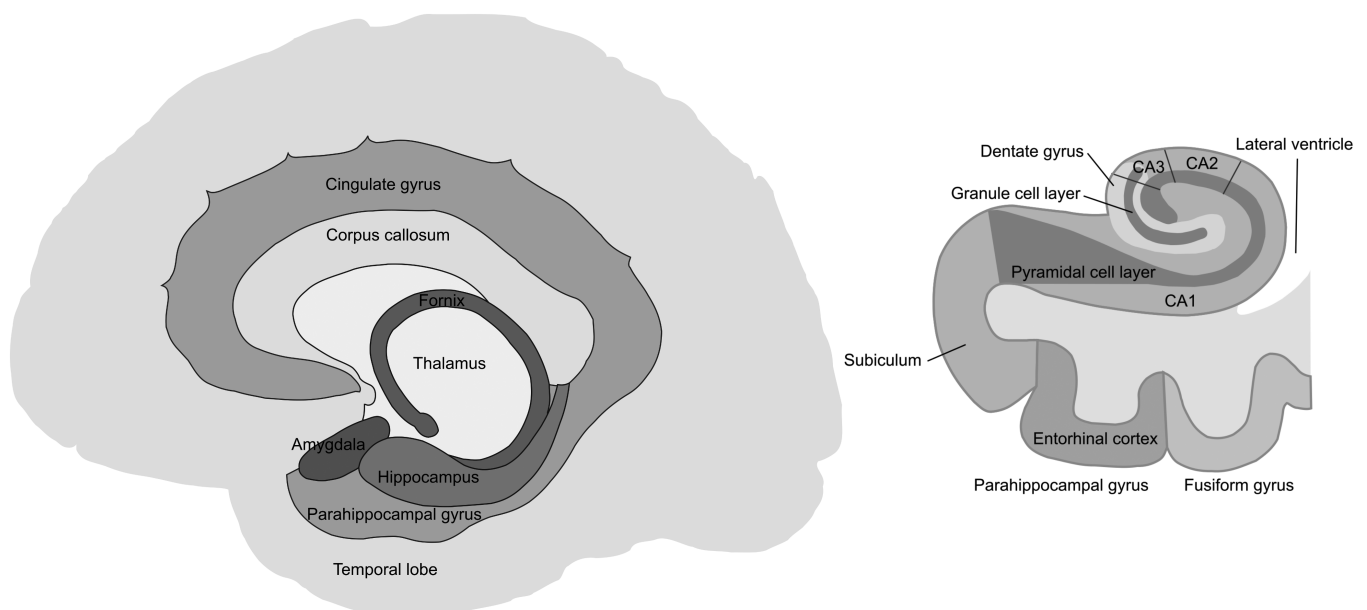 Cingulate gyrus
Corpus callosum
Fornix
Thalamus
Amygdala
Hippocampus
Parahippocampal gyrus
Temporal lobe
Lateral ventricle
Dentate gyrus
CA3
CA2
Granule cell layer
Pyramidal cell layer
CA1
Subiculum
Entorhinal cortex
Parahippocampal gyrus
Fusiform gyrus